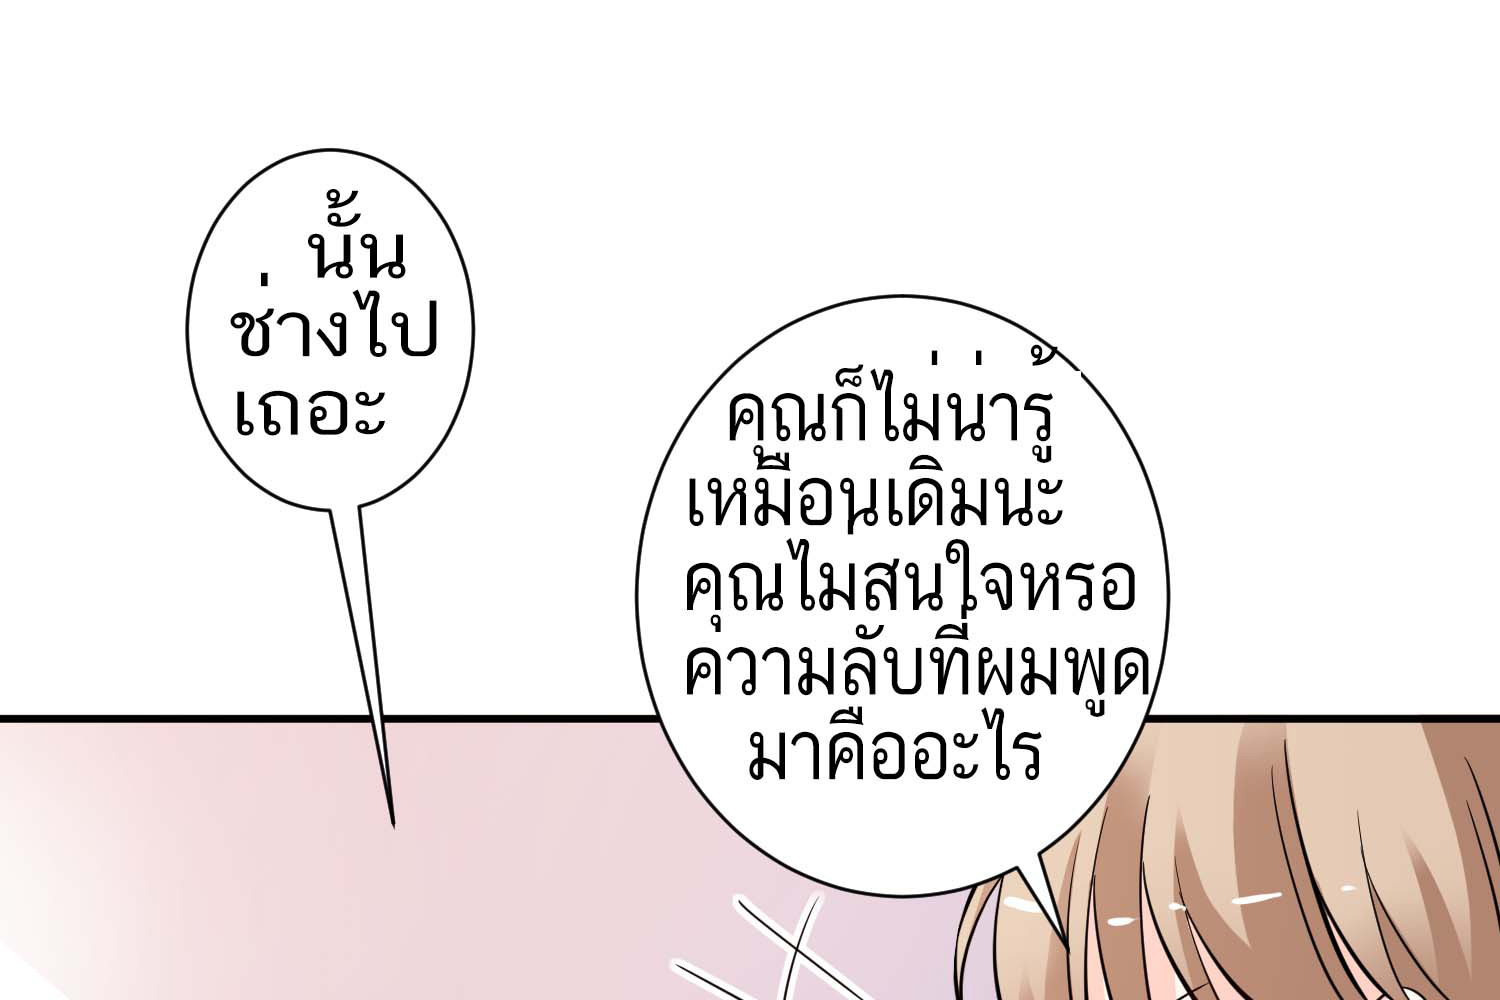 นั้น
ช่างไป
เถอะ
คุณก็ไม่น่ารู้
เหมือนเดิมนะ
คุณไม่สนใจหรอ
ความลับที่ผมพูด
มาคืออะไร